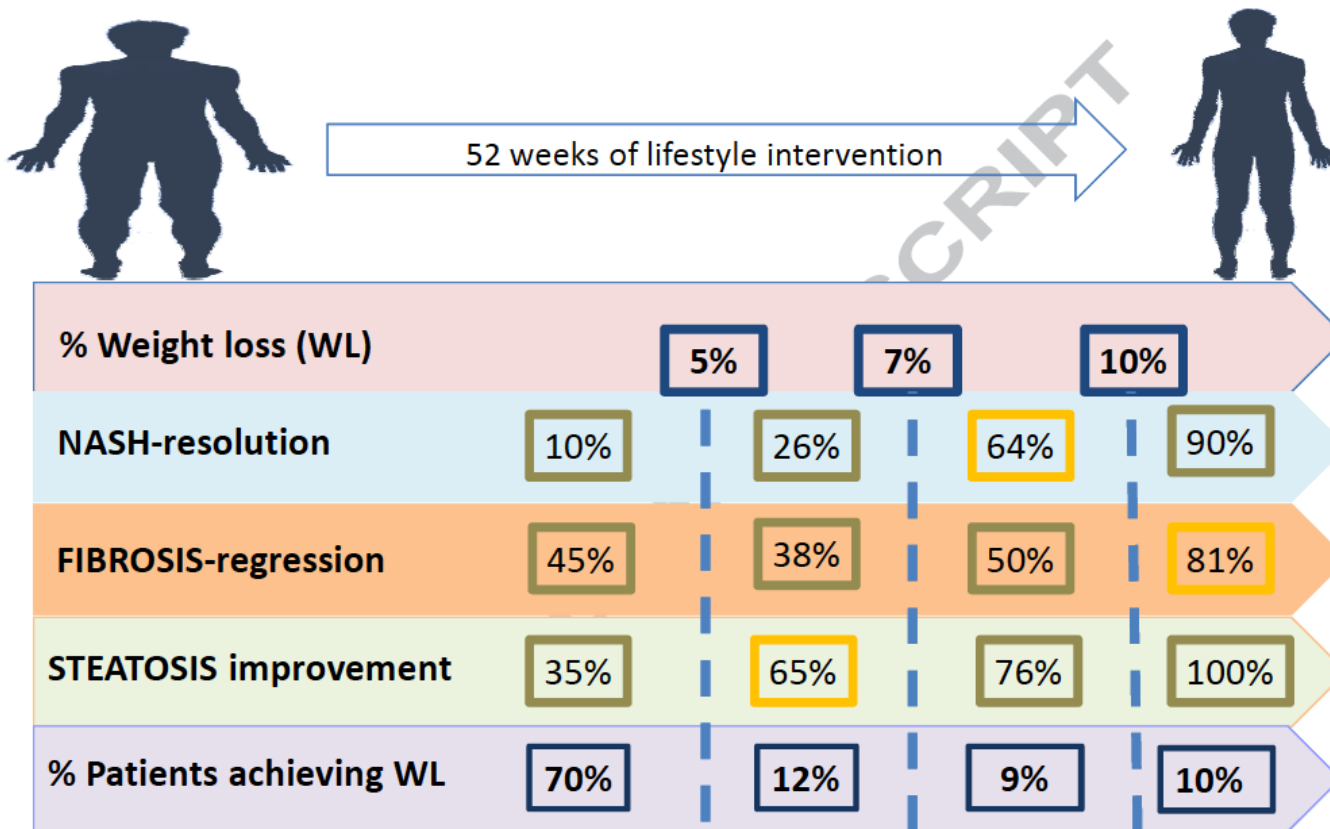 52 weeks of lifestyle intervention
SCRIPT
% Weight loss (WL) 5% 7% 10%
NASH-resolution 10% 26% 64% 90%
FIBROSIS-regression 45% 38% 50% 81%
STEATOSIS improvement 35% 65% 76% 100%
% Patients achieving WL 70% 12% 9% 10%